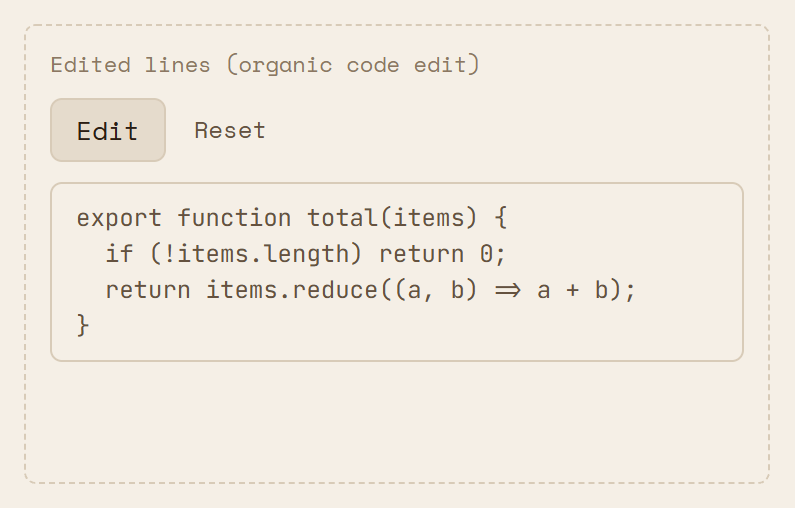 Edited lines (organic code edit)
Edit Reset
export function total(items) {
  if (!items.length) return 0;
  return items.reduce((a, b) => a + b);
}